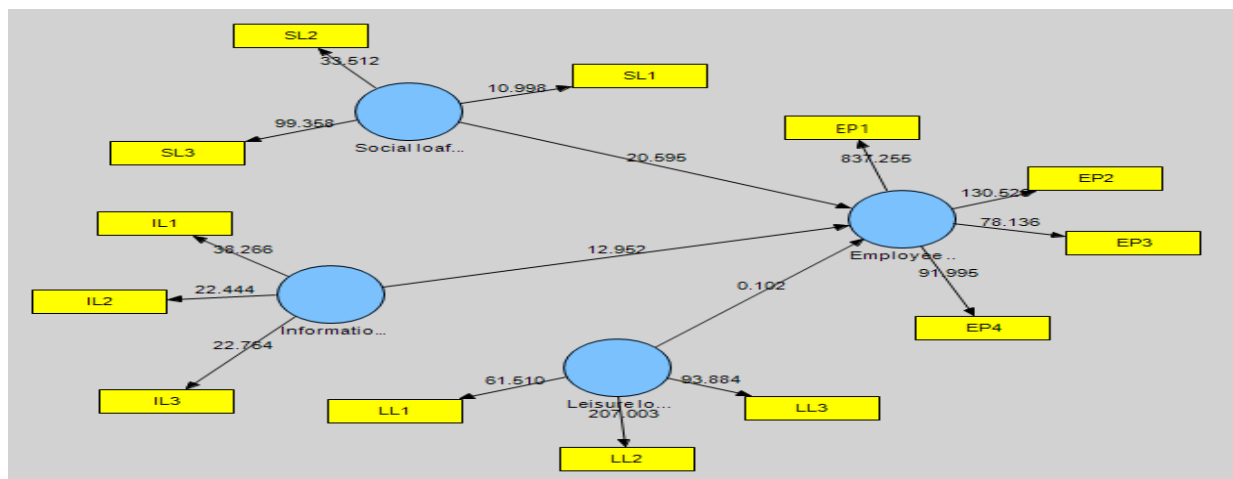 SL2
33.512
SL1
10.998
SL3
99.358
Social loaf...
EP1
837.255
20.595
EP2
EP3
78.136
Employee ..
91.995
EP4
IL1
38.266
12.952
IL2
22.444
Informatio...
22.764
IL3
0.102
61.510
93.884
LL1
Leisure lo...
207.003
LL3
LL2